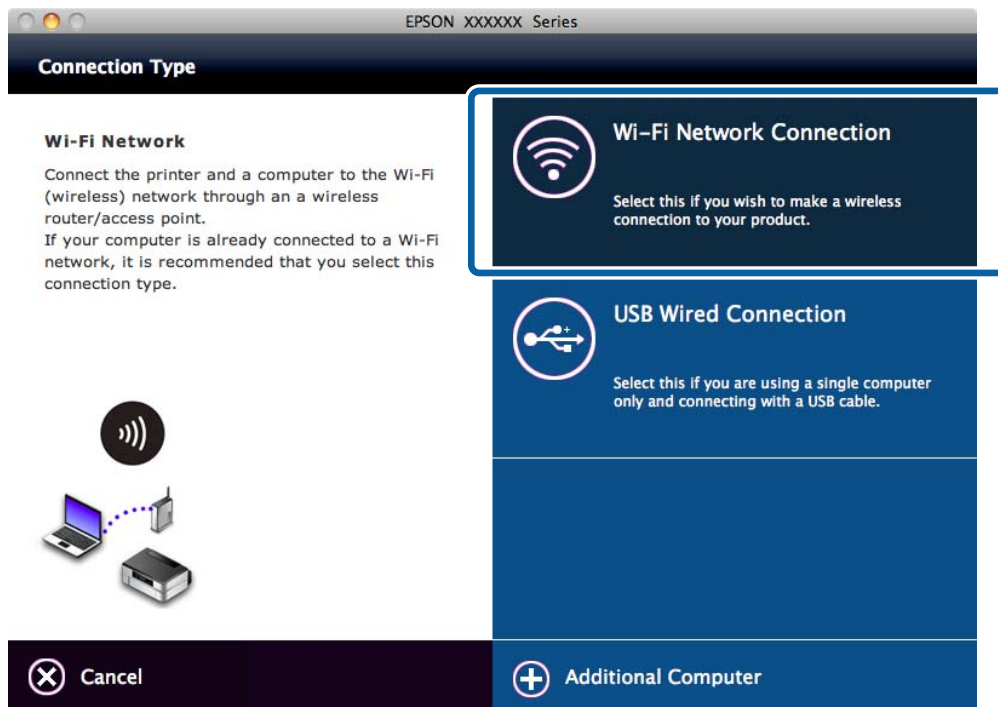 EPSON XXXXXX Series
Connection Type
Wi-Fi Network
Connect the printer and a computer to the Wi-Fi
(wireless) network through an a wireless
router/access point.
If your computer is already connected to a Wi-Fi
network, it is recommended that you select this
connection type.
Wi-Fi Network Connection
Select this if you wish to make a wireless
connection to your product.
USB Wired Connection
Select this if you are using a single computer
only and connecting with a USB cable.
Cancel
Additional Computer